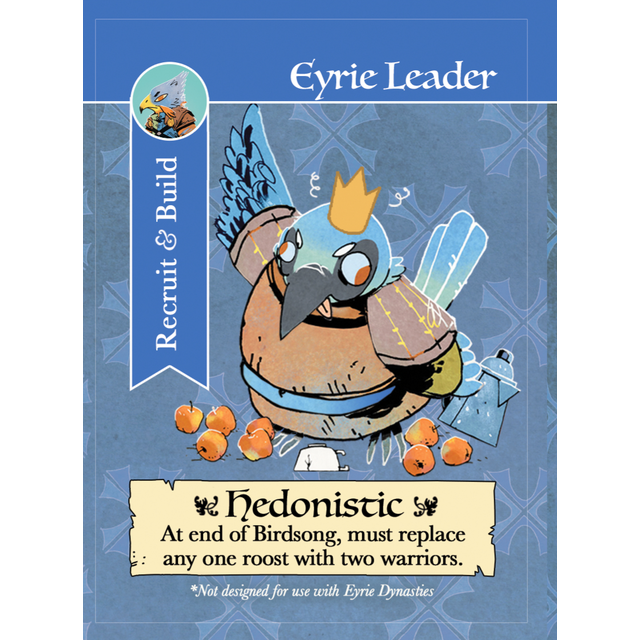 Eyrie Leader
Recruit & Build
Hedonistic
At end of Birdsong, must replace
any one roost with two warriors.
*Not designed for use with Eyrie Dynasties